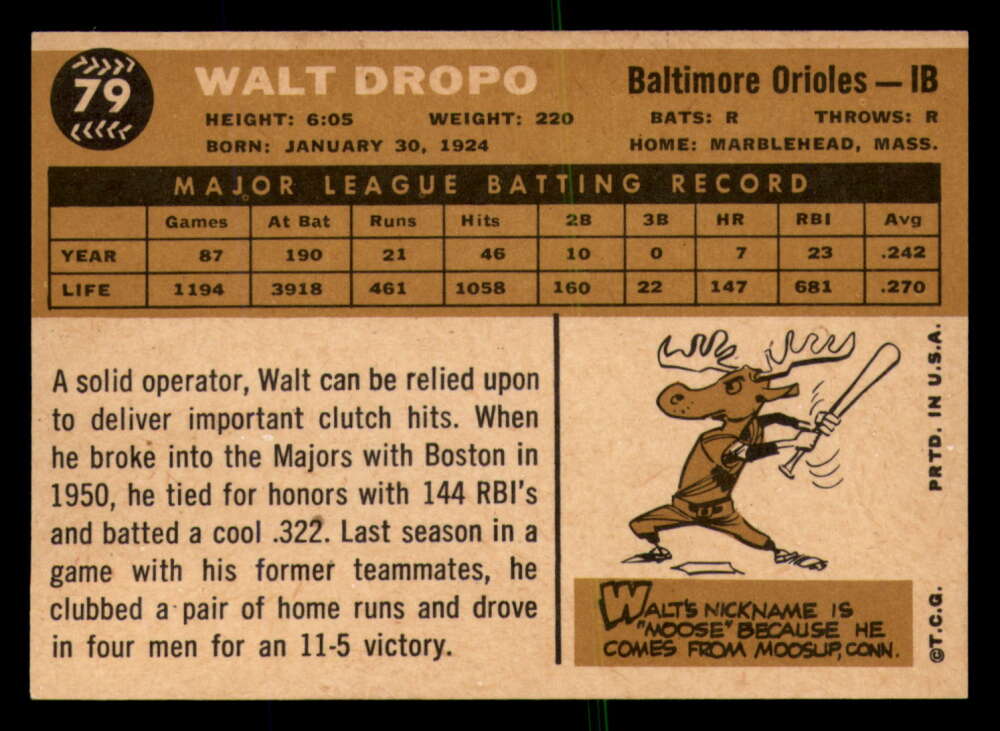 79
WALT DROPO
Baltimore Orioles — 1B
HEIGHT: 6:05 WEIGHT: 220 BATS: R THROWS: R
BORN: JANUARY 30, 1924 HOME: MARBLEHEAD, MASS.
MAJOR LEAGUE BATTING RECORD
Games At Bat Runs Hits 2B 3B HR RBI Avg
YEAR 87 190 21 46 10 0 7 23 .242
LIFE 1194 3918 461 1058 160 22 147 681 .270
A solid operator, Walt can be relied upon
to deliver important clutch hits. When
he broke into the Majors with Boston in
1950, he tied for honors with 144 RBI's
and batted a cool .322. Last season in a
game with his former teammates, he
clubbed a pair of home runs and drove
in four men for an 11-5 victory.
WALT'S NICKNAME IS
"MOOSE" BECAUSE HE
COMES FROM MOOSUP, CONN.
©T.C.G. PRTD. IN U.S.A.